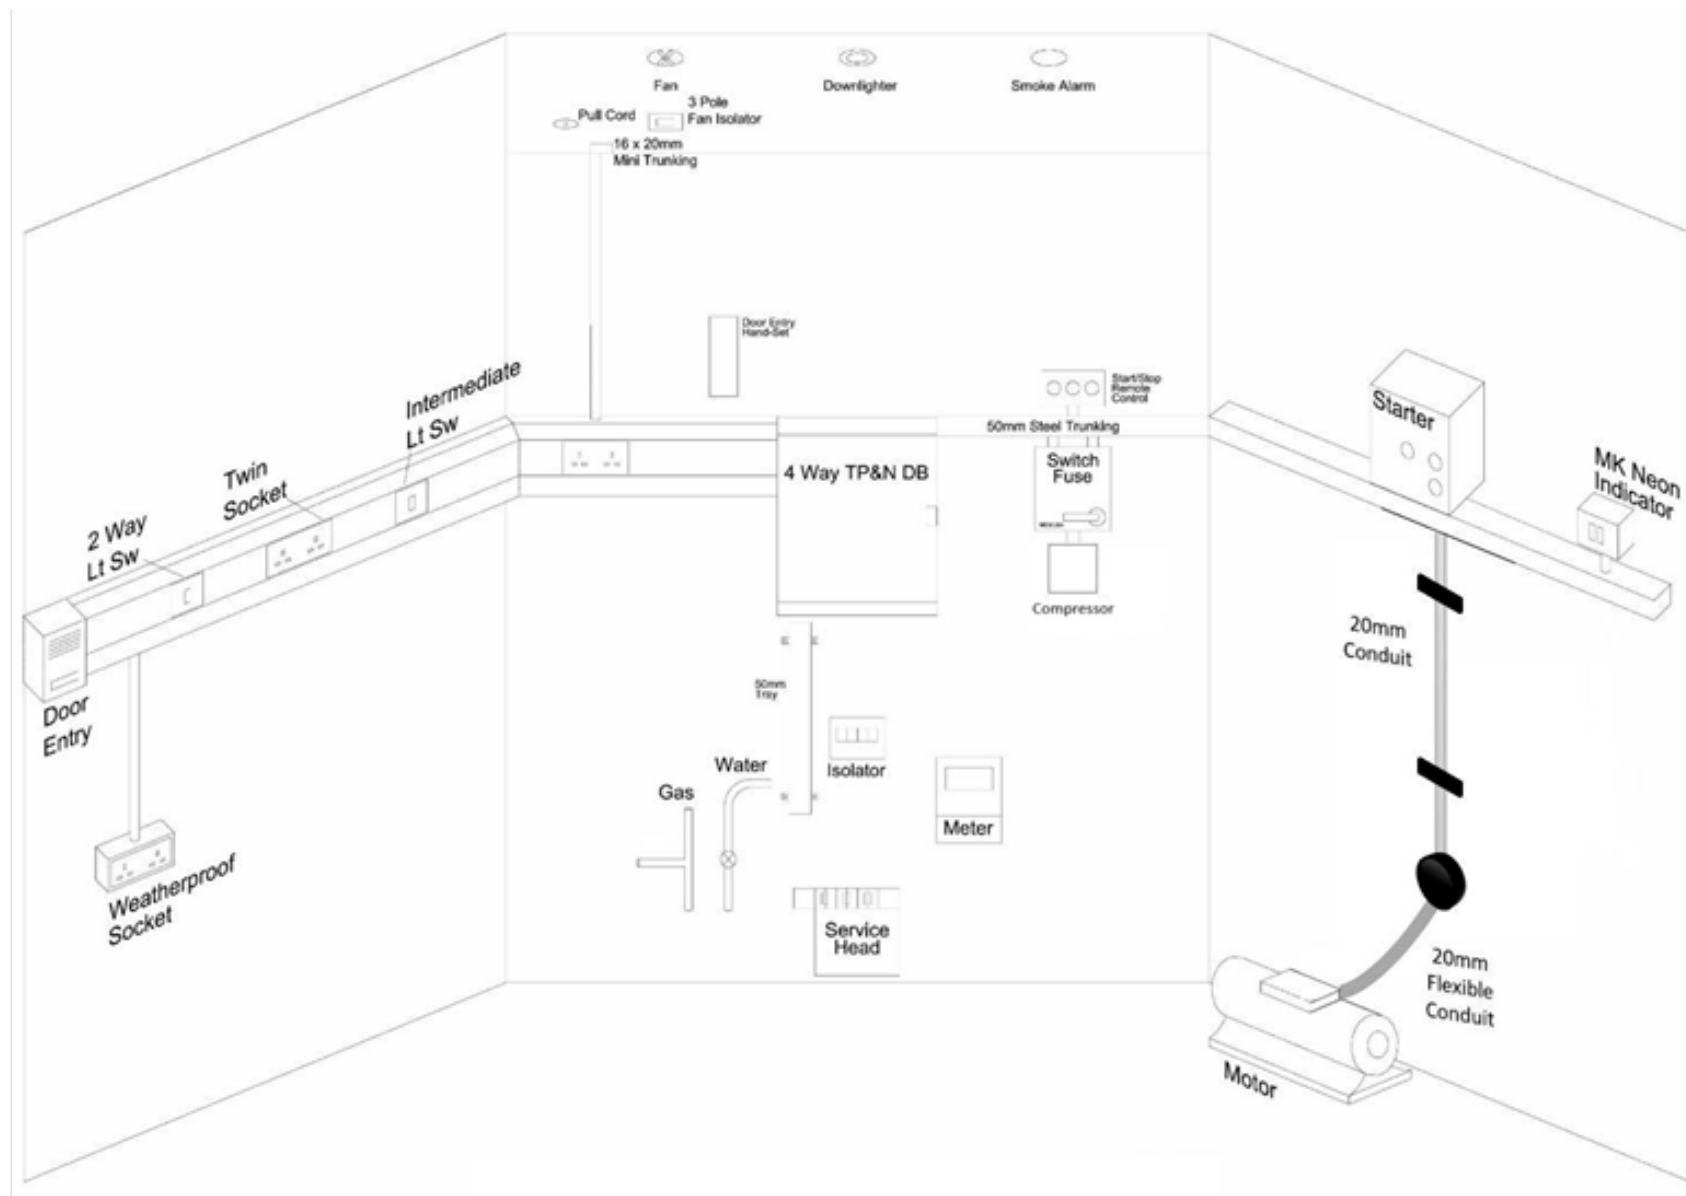 Fan
Downlighter
Smoke Alarm
Pull Cord
3 Pole
Fan Isolator
16 x 20mm
Mini Trunking
Door Entry
Hand-Set
Start/Stop
Remote
Control
50mm Steel Trunking
4 Way TP&N DB
Switch
Fuse
Compressor
Intermediate
Lt Sw
Twin
Socket
2 Way
Lt Sw
Door
Entry
Weatherproof
Socket
50mm
Tray
Isolator
Water
Gas
Meter
Service
Head
Starter
MK Neon
Indicator
20mm
Conduit
20mm
Flexible
Conduit
Motor